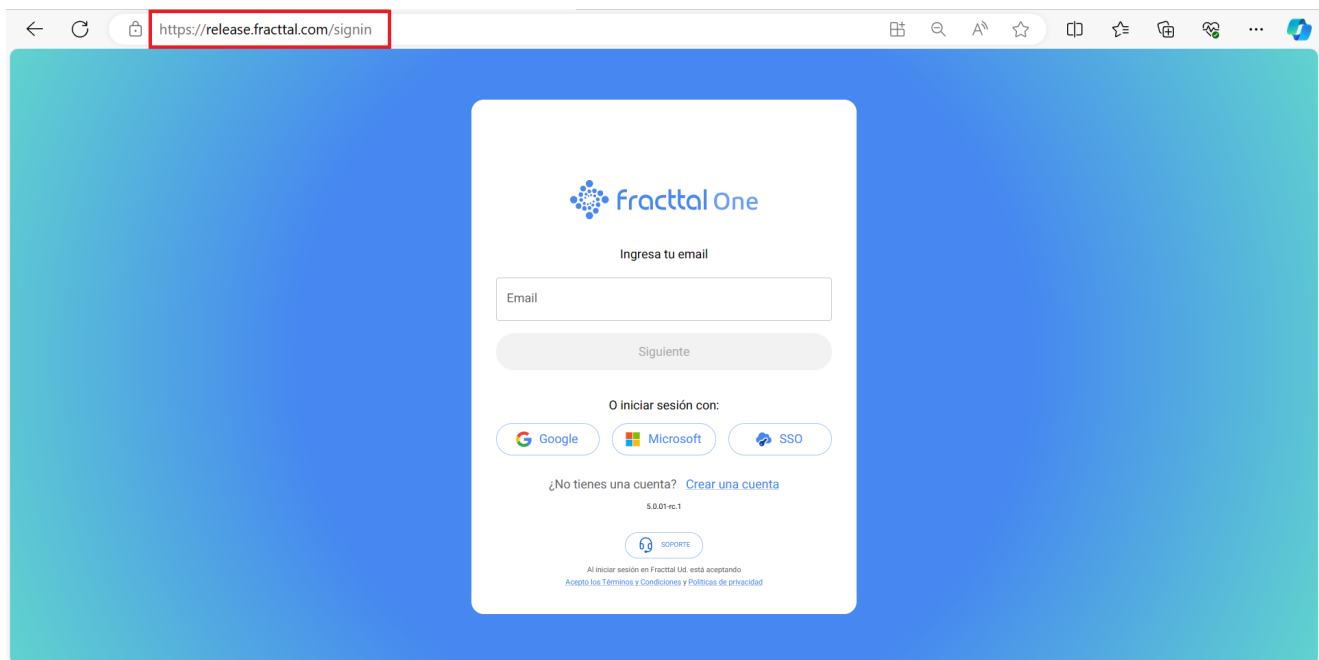 https://release.fracttal.com/signin
fracttal One
Ingresa tu email
Email
Siguiente
O iniciar sesión con:
Google
Microsoft
SSO
¿No tienes una cuenta? Crear una cuenta
5.0.01-rc.1
SOPORTE
Al iniciar sesión en Fracttal Ud. está aceptando
Acepto los Términos y Condiciones y Políticas de privacidad